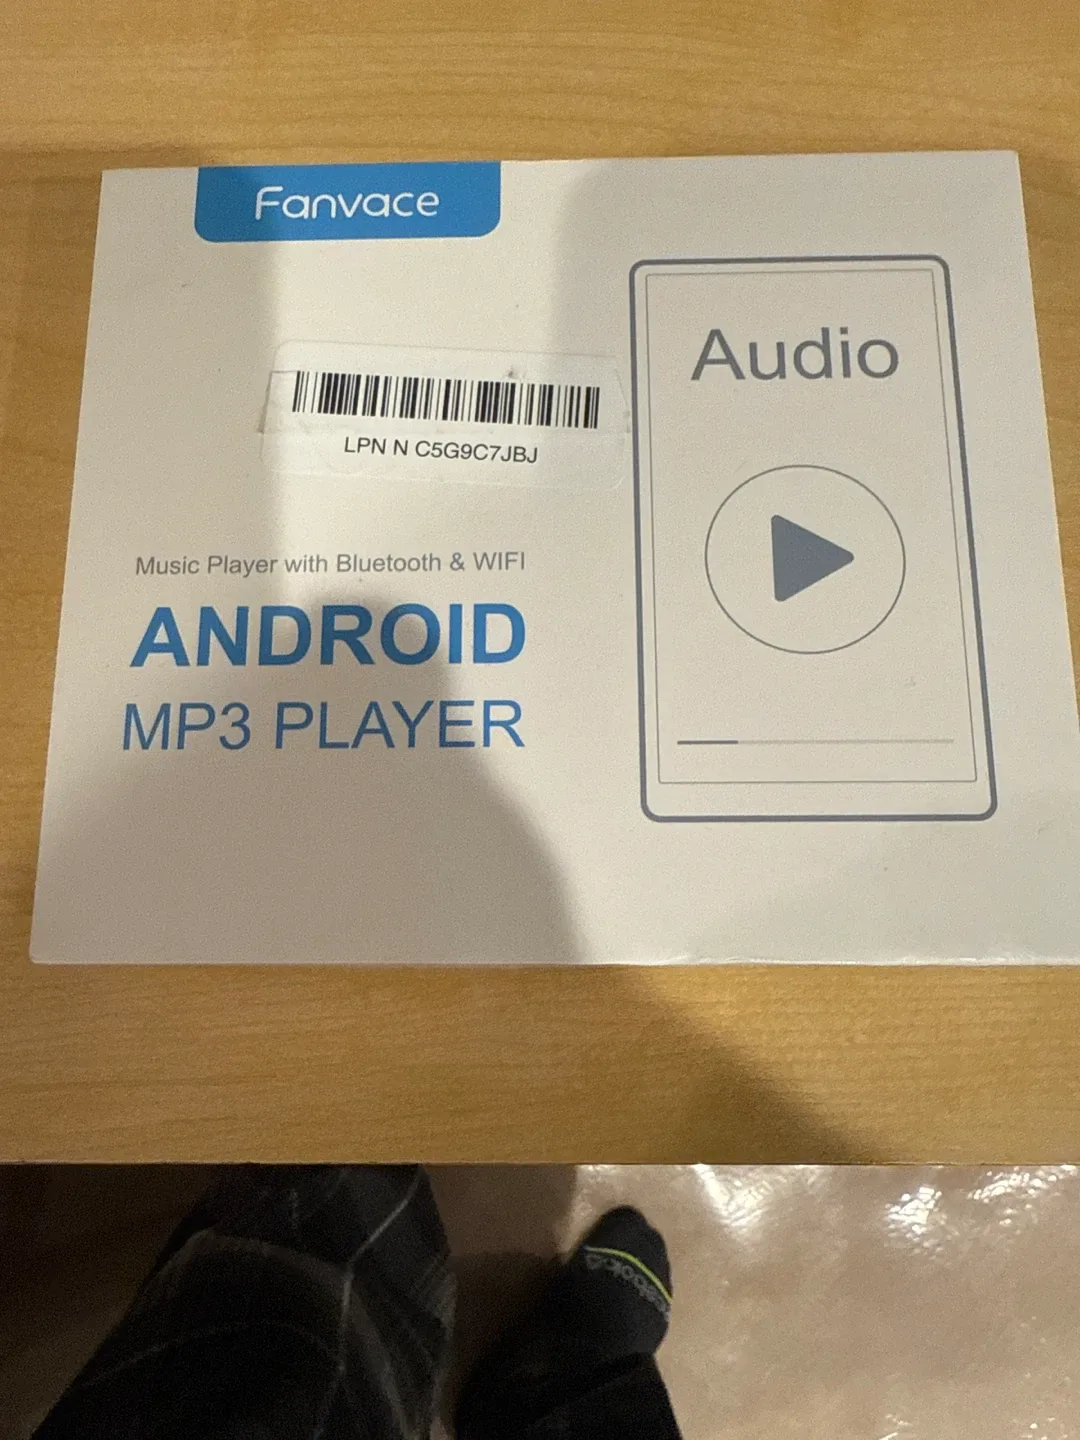 Fanvace
Audio
LPN N C5G9C7JBJ
Music Player with Bluetooth & WIFI
ANDROID
MP3 PLAYER